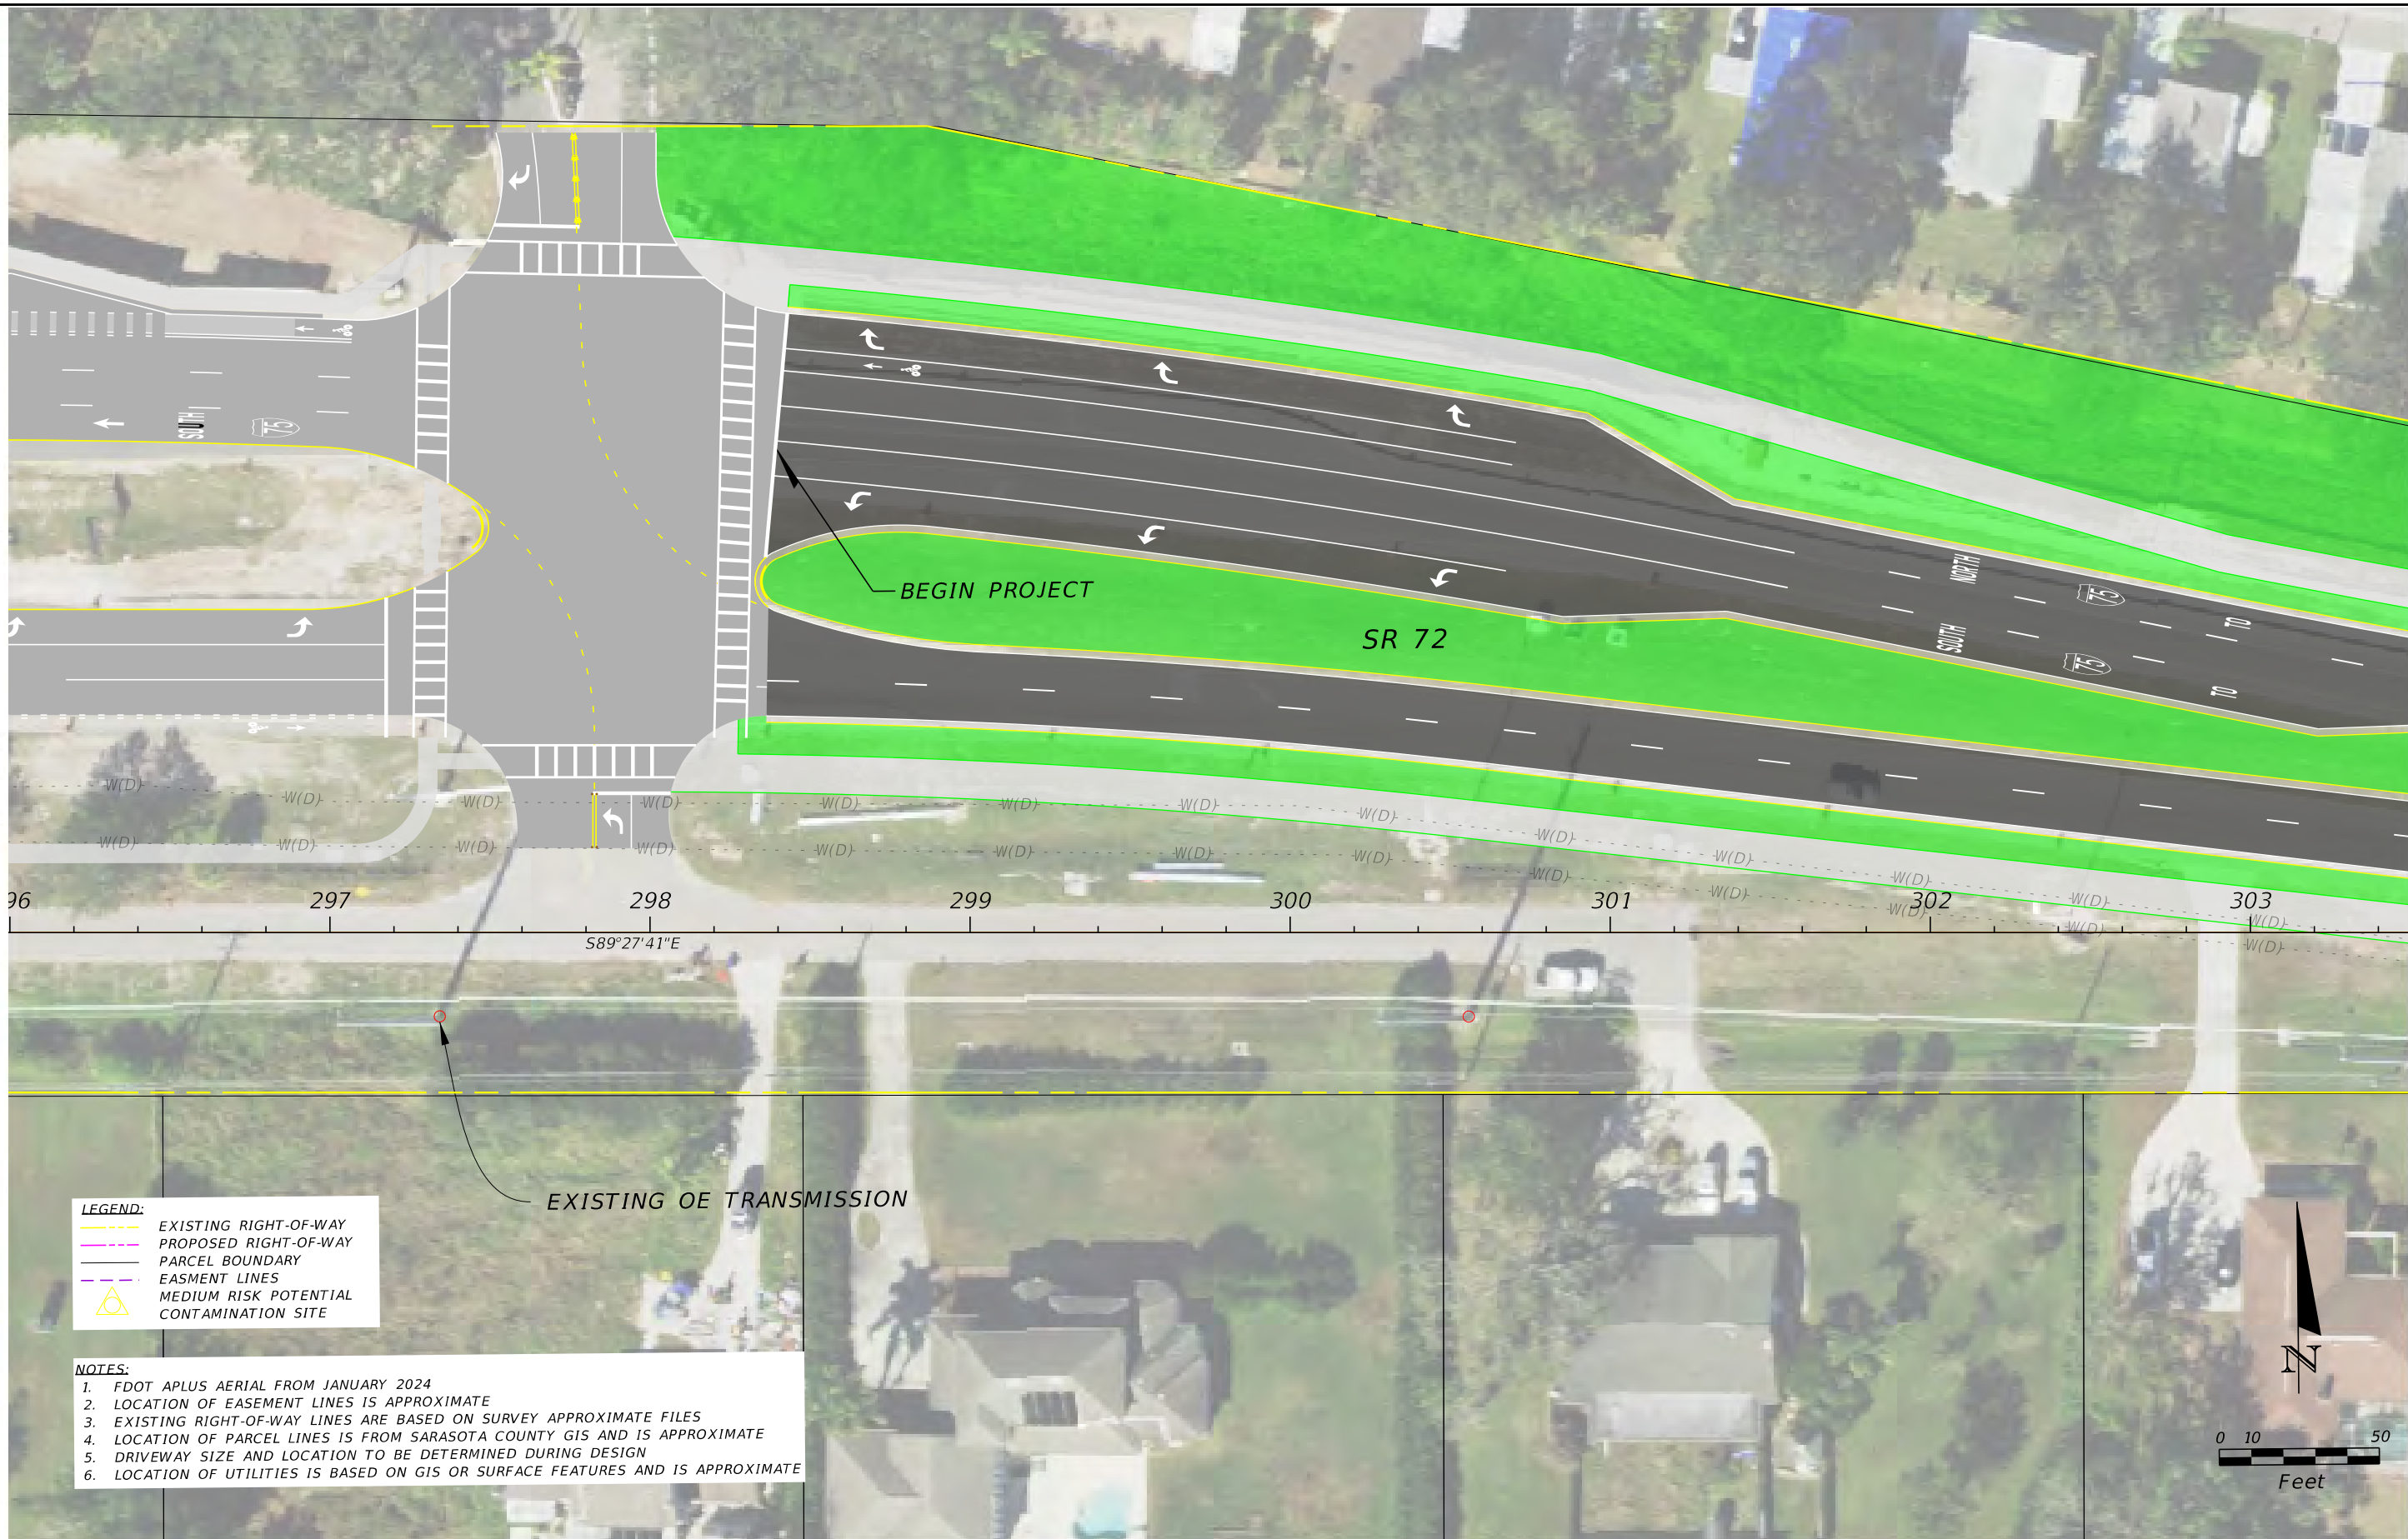 SOUTH
75
BEGIN PROJECT
SR 72
NORTH
75
TO
SOUTH
75
TO
W(D) W(D) W(D) W(D) W(D) W(D) W(D) W(D) W(D) W(D) W(D) W(D) W(D)
W(D) W(D) W(D) W(D) W(D) W(D) W(D) W(D) W(D) W(D) W(D) W(D) W(D)
96 297 298 299 300 301 302 303
S89°27'41"E
EXISTING OE TRANSMISSION
LEGEND:
EXISTING RIGHT-OF-WAY
PROPOSED RIGHT-OF-WAY
PARCEL BOUNDARY
EASMENT LINES
MEDIUM RISK POTENTIAL
CONTAMINATION SITE
NOTES:
1. FDOT APLUS AERIAL FROM JANUARY 2024
2. LOCATION OF EASEMENT LINES IS APPROXIMATE
3. EXISTING RIGHT-OF-WAY LINES ARE BASED ON SURVEY APPROXIMATE FILES
4. LOCATION OF PARCEL LINES IS FROM SARASOTA COUNTY GIS AND IS APPROXIMATE
5. DRIVEWAY SIZE AND LOCATION TO BE DETERMINED DURING DESIGN
6. LOCATION OF UTILITIES IS BASED ON GIS OR SURFACE FEATURES AND IS APPROXIMATE
N
0 10 50
Feet